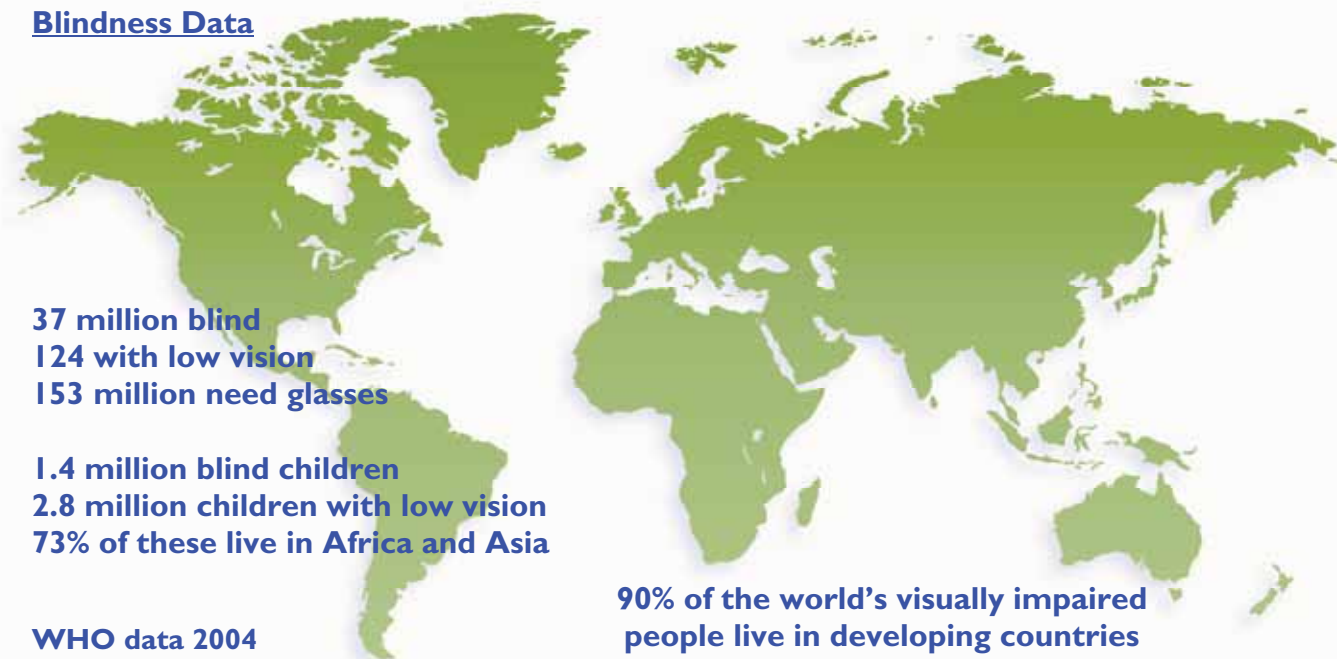 Blindness Data
37 million blind
124 with low vision
153 million need glasses
1.4 million blind children
2.8 million children with low vision
73% of these live in Africa and Asia
WHO data 2004
90% of the world’s visually impaired
people live in developing countries